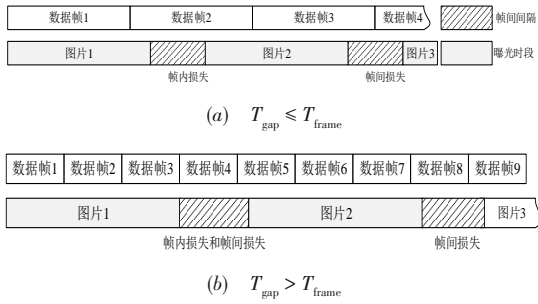 数据帧1 数据帧2 数据帧3 数据帧4 帧间间隔
图片1 图片2 图片3 曝光时段
帧内损失 帧间损失
(a) T_gap ⩽ T_frame
数据帧1 数据帧2 数据帧3 数据帧4 数据帧5 数据帧6 数据帧7 数据帧8 数据帧9
图片1 图片2 图片3
帧内损失和帧间损失 帧间损失
(b) T_gap > T_frame